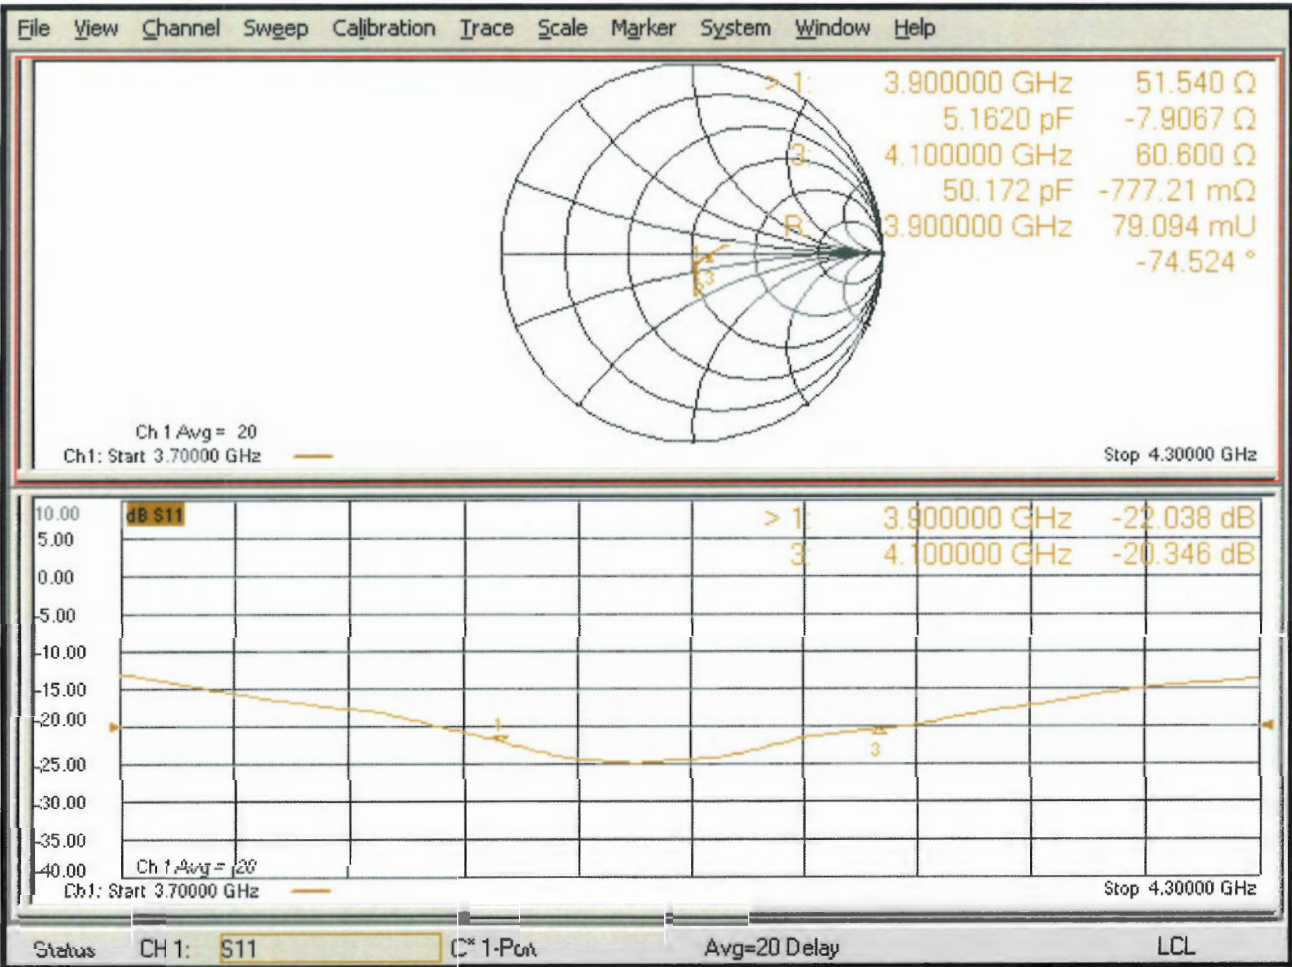 File View Channel Sweep Calibration Trace Scale Marker System Window Help
> 1: 3.900000 GHz 51.540 Ω
5.1620 pF -7.9067 Ω
3: 4.100000 GHz 60.600 Ω
50.172 pF -777.21 mΩ
R: 3.900000 GHz 79.094 mU
-74.524 °
1
3
Ch 1 Avg = 20
Ch1: Start 3.70000 GHz
Stop 4.30000 GHz
10.00
dB S11
> 1: 3.900000 GHz -22.038 dB
5.00
3: 4.100000 GHz -20.346 dB
0.00
-5.00
-10.00
-15.00
-20.00
1
3
-25.00
-30.00
-35.00
-40.00
Ch 1 Avg = 20
Ch1: Start 3.70000 GHz
Stop 4.30000 GHz
Status CH 1: S11 C* 1-Port Avg=20 Delay LCL